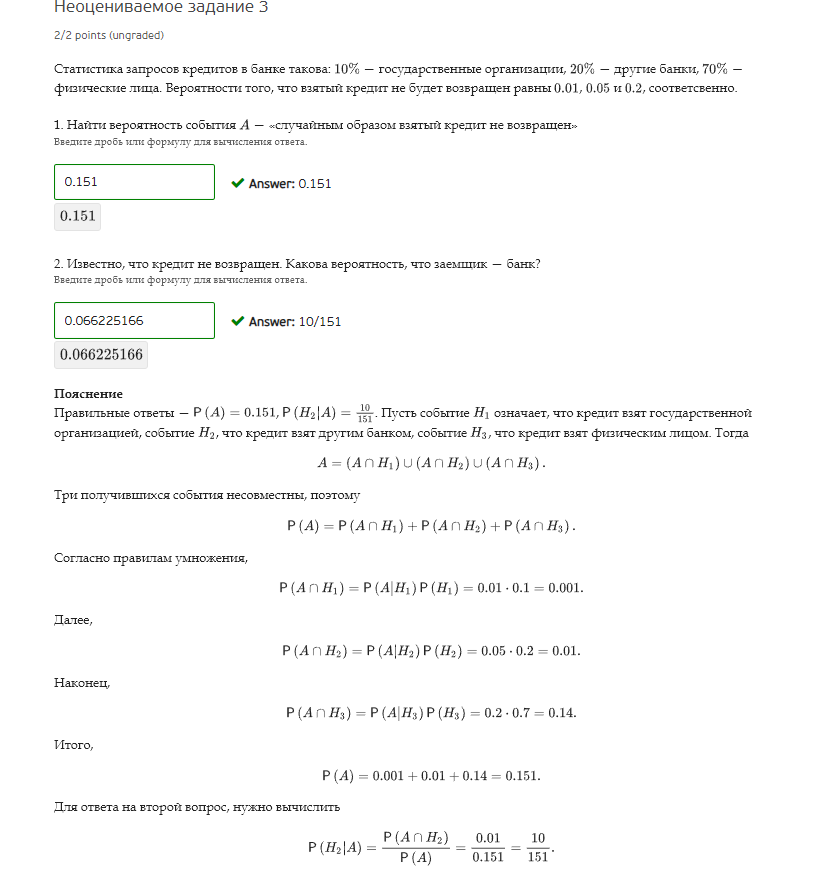 Неоцениваемое задание 3
2/2 points (ungraded)
Статистика запросов кредитов в банке такова: 10% — государственные организации, 20% — другие банки, 70% —
физические лица. Вероятности того, что взятый кредит не будет возвращен равны 0.01, 0.05 и 0.2, соответсвенно.
1. Найти вероятность события A — «случайным образом взятый кредит не возвращен»
Введите дробь или формулу для вычисления ответа.
0.151 ✔ Answer: 0.151
0.151
2. Известно, что кредит не возвращен. Какова вероятность, что заемщик — банк?
Введите дробь или формулу для вычисления ответа.
0.066225166 ✔ Answer: 10/151
0.066225166
Пояснение
Правильные ответы — P (A) = 0.151, P (H₂|A) = 10/151. Пусть событие H₁ означает, что кредит взят государственной
организацией, событие H₂, что кредит взят другим банком, событие H₃, что кредит взят физическим лицом. Тогда
A = (A ∩ H₁) ∪ (A ∩ H₂) ∪ (A ∩ H₃) .
Три получившихся события несовместны, поэтому
P (A) = P (A ∩ H₁) + P (A ∩ H₂) + P (A ∩ H₃) .
Согласно правилам умножения,
P (A ∩ H₁) = P (A|H₁) P (H₁) = 0.01 · 0.1 = 0.001.
Далее,
P (A ∩ H₂) = P (A|H₂) P (H₂) = 0.05 · 0.2 = 0.01.
Наконец,
P (A ∩ H₃) = P (A|H₃) P (H₃) = 0.2 · 0.7 = 0.14.
Итого,
P (A) = 0.001 + 0.01 + 0.14 = 0.151.
Для ответа на второй вопрос, нужно вычислить
P (H₂|A) = P (A ∩ H₂) / P (A) = 0.01 / 0.151 = 10 / 151.